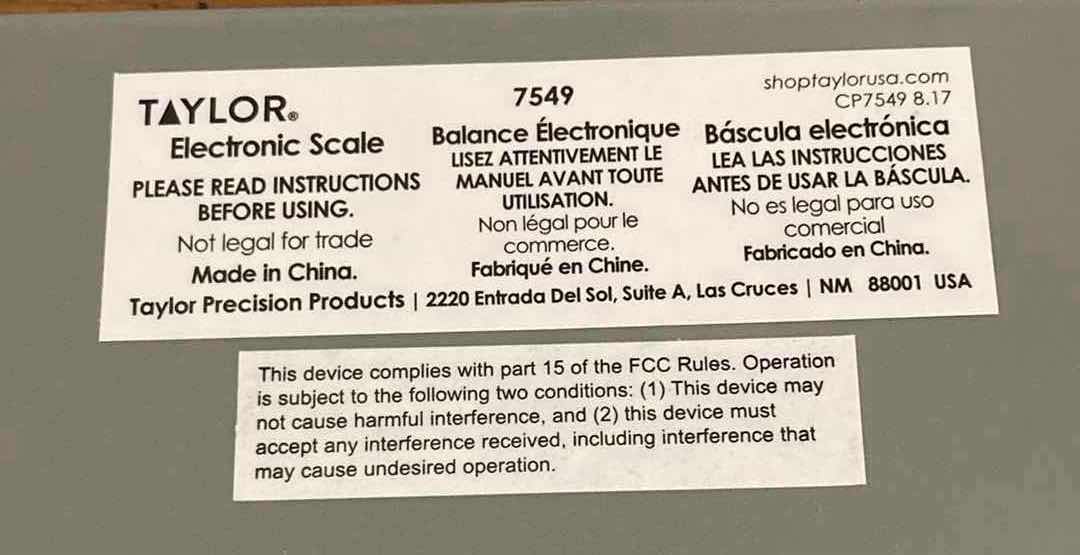 TAYLOR®
Electronic Scale
PLEASE READ INSTRUCTIONS
BEFORE USING.
Not legal for trade
Made in China.
7549
Balance Électronique
LISEZ ATTENTIVEMENT LE
MANUEL AVANT TOUTE
UTILISATION.
Non légal pour le
commerce.
Fabriqué en Chine.
shoptaylorusa.com
CP7549 8.17
Báscula electrónica
LEA LAS INSTRUCCIONES
ANTES DE USAR LA BÁSCULA.
No es legal para uso
comercial
Fabricado en China.
Taylor Precision Products | 2220 Entrada Del Sol, Suite A, Las Cruces | NM 88001 USA
This device complies with part 15 of the FCC Rules. Operation
is subject to the following two conditions: (1) This device may
not cause harmful interference, and (2) this device must
accept any interference received, including interference that
may cause undesired operation.